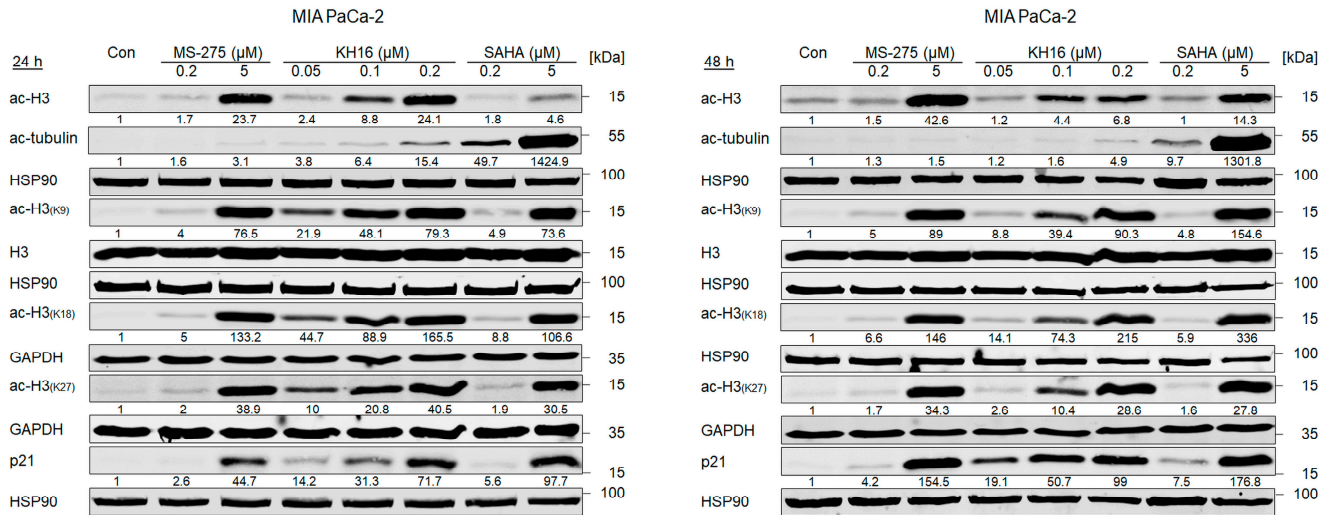 MIA PaCa-2
24 h
Con MS-275 (µM) KH16 (µM) SAHA (µM) [kDa]
0.2 5 0.05 0.1 0.2 0.2 5
ac-H3 15
1 1.7 23.7 2.4 8.8 24.1 1.8 4.6
ac-tubulin 55
1 1.6 3.1 3.8 6.4 15.4 49.7 1424.9
HSP90 100
ac-H3(K9) 15
1 4 76.5 21.9 48.1 79.3 4.9 73.6
H3 15
HSP90 100
ac-H3(K18) 15
1 5 133.2 44.7 88.9 165.5 8.8 106.6
GAPDH 35
ac-H3(K27) 15
1 2 38.9 10 20.8 40.5 1.9 30.5
GAPDH 35
p21 15
1 2.6 44.7 14.2 31.3 71.7 5.6 97.7
HSP90 100
MIA PaCa-2
48 h
Con MS-275 (µM) KH16 (µM) SAHA (µM) [kDa]
0.2 5 0.05 0.1 0.2 0.2 5
ac-H3 15
1 1.5 42.6 1.2 4.4 6.8 1 14.3
ac-tubulin 55
1 1.3 1.5 1.2 1.6 4.9 9.7 1301.8
HSP90 100
ac-H3(K9) 15
1 5 89 8.8 39.4 90.3 4.8 154.6
H3 15
HSP90 100
ac-H3(K18) 15
1 6.6 146 14.1 74.3 215 5.9 336
HSP90 100
ac-H3(K27) 15
1 1.7 34.3 2.6 10.4 28.6 1.6 27.8
GAPDH 35
p21 15
1 4.2 154.5 19.1 50.7 99 7.5 176.8
HSP90 100